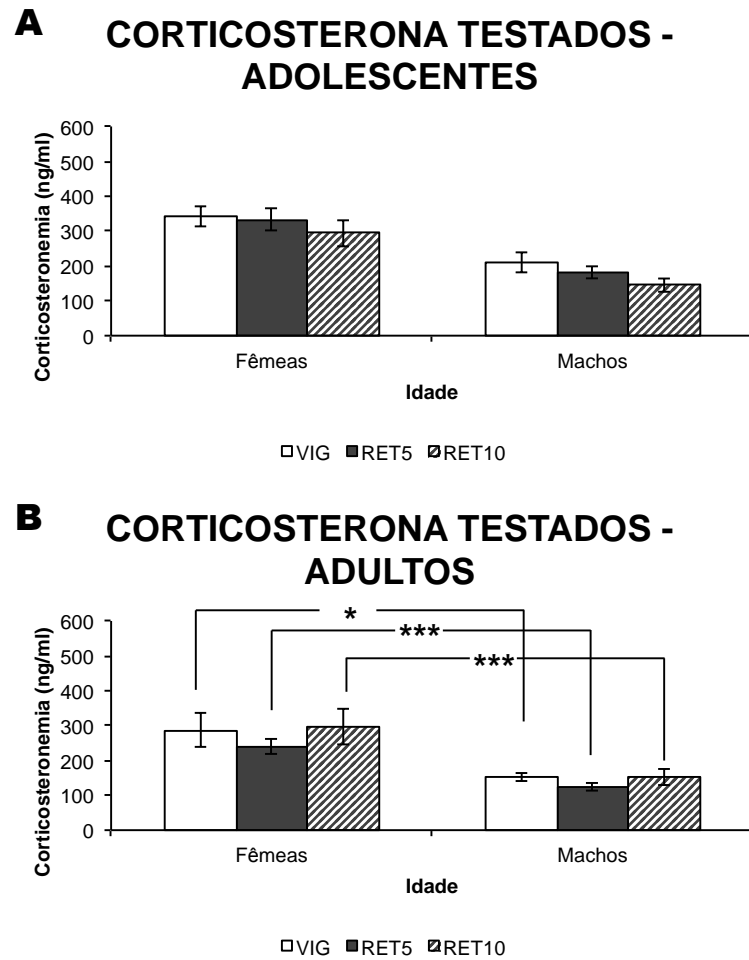 A
CORTICOSTERONA TESTADOS -
ADOLESCENTES
Corticosteronemia (ng/ml)
600
500
400
300
200
100
0
Fêmeas Machos
Idade
VIG RET5 RET10
B
CORTICOSTERONA TESTADOS -
ADULTOS
Corticosteronemia (ng/ml)
600
500
400
300
200
100
0
*
***
***
Fêmeas Machos
Idade
VIG RET5 RET10